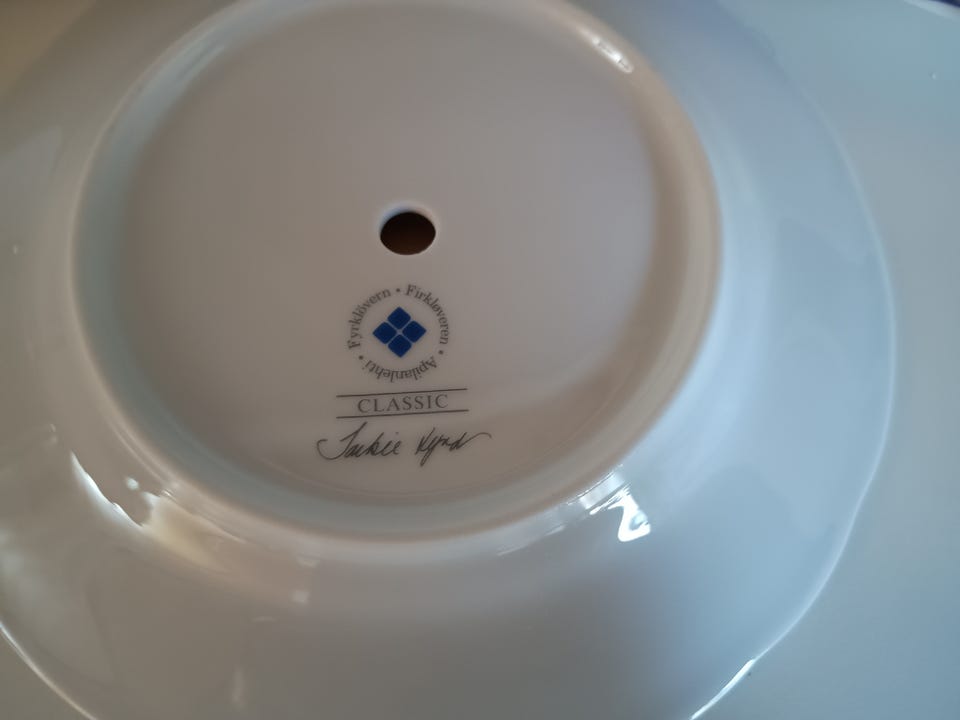 Fyrklövern • Firkløveren • Apilanlehti •
CLASSIC
Jackie Lynd